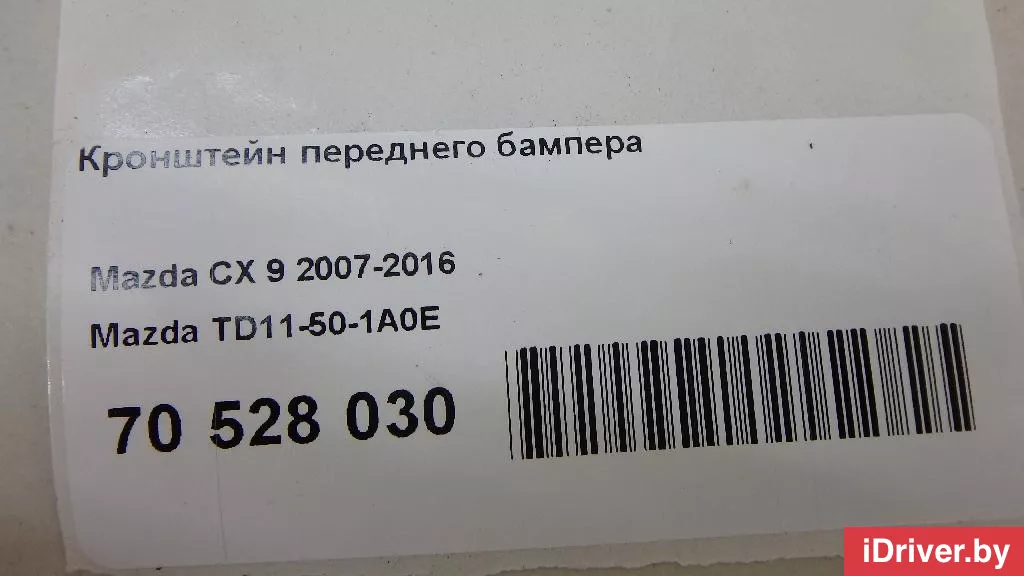 Кронштейн переднего бампера
Mazda CX 9 2007-2016
Mazda TD11-50-1A0E
70 528 030
iDriver.by